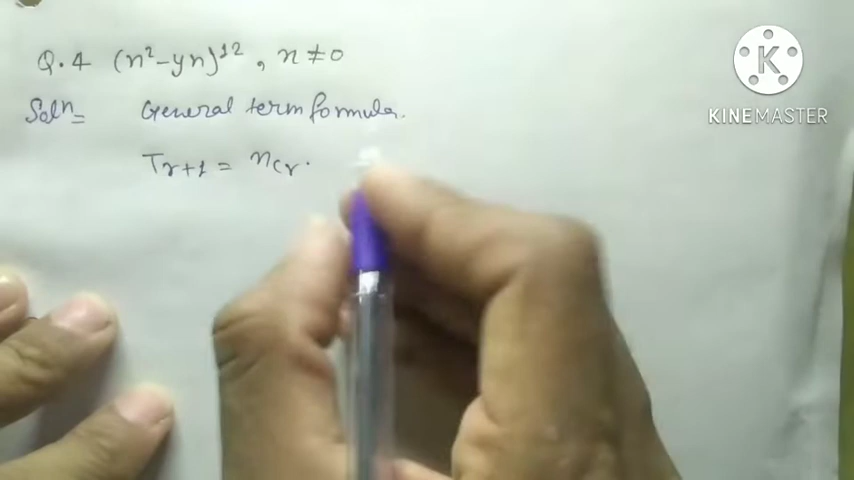 Q.4 (x²-yx)¹², x≠0
Solⁿ= General term formula.
Tr+1 = nCr.
K
KINEMASTER